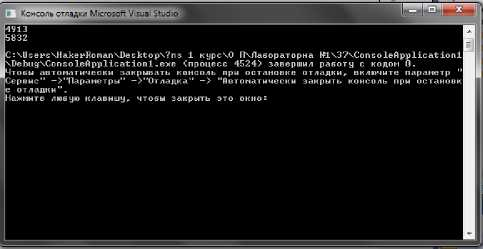 Консоль отладки Microsoft Visual Studio
4913
5832
C:\Users\HakerRoman\Desktop\?ns 1 курс\О П\Лабораторна №1\37\ConsoleApplication1
\Debug\ConsoleApplication1.exe (процесс 4524) завершил работу с кодом 0.
Чтобы автоматически закрывать консоль при остановке отладки, включите параметр "
Сервис" ->"Параметры" ->"Отладка" -> "Автоматически закрыть консоль при остановк
е отладки".
Нажмите любую клавишу, чтобы закрыть это окно: